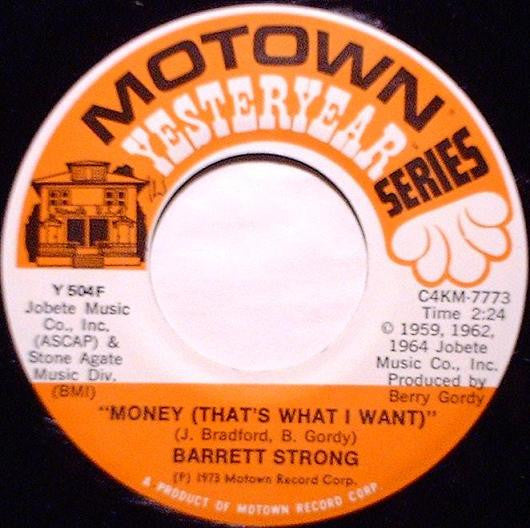 MOTOWN™
YESTERYEAR™
SERIES
Y 504F
Jobete Music
Co., Inc.
(ASCAP) &
Stone Agate
Music Div.
(BMI)
C4KM-7773
Time 2:24
© 1959, 1962,
1964 Jobete
Music Co., Inc.
Produced by
Berry Gordy
"MONEY (THAT'S WHAT I WANT)"
(J. Bradford, B. Gordy)
BARRETT STRONG
(P) 1973 Motown Record Corp.
A PRODUCT OF MOTOWN RECORD CORP.